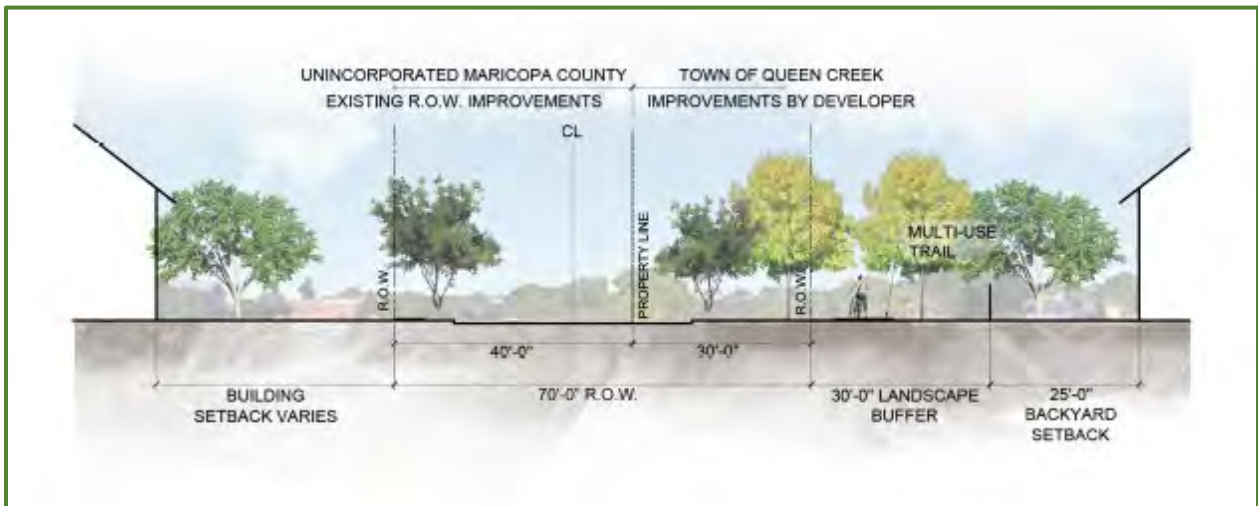 UNINCORPORATED MARICOPA COUNTY
EXISTING R.O.W. IMPROVEMENTS
TOWN OF QUEEN CREEK
IMPROVEMENTS BY DEVELOPER
CL
R.O.W
PROPERTY LINE
R.O.W.
MULTI-USE
TRAIL
40'-0"
30'-0"
BUILDING
SETBACK VARIES
70'-0" R.O.W.
30'-0" LANDSCAPE
BUFFER
25'-0"
BACKYARD
SETBACK